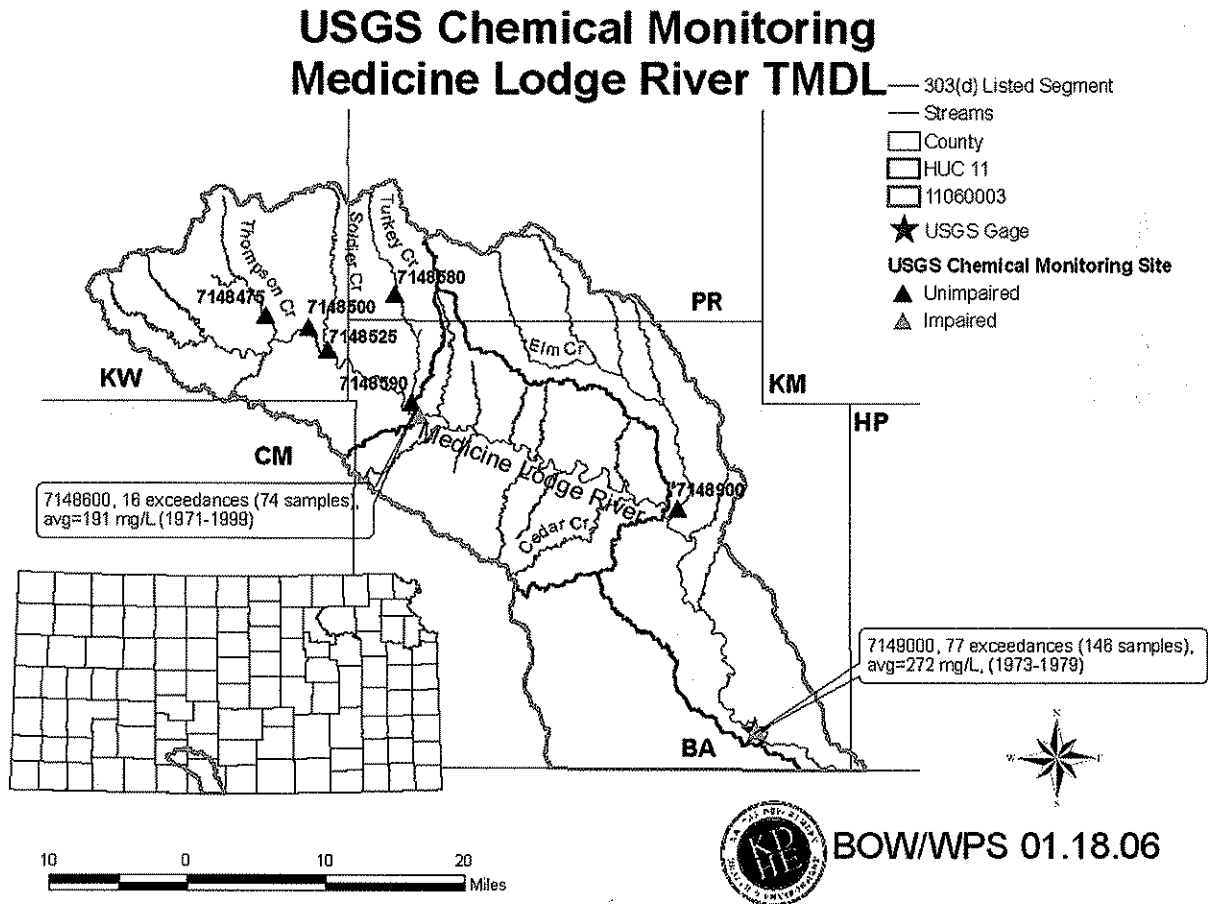 USGS Chemical Monitoring
Medicine Lodge River TMDL
303(d) Listed Segment
Streams
County
HUC 11
11060003
USGS Gage
USGS Chemical Monitoring Site
Unimpaired
Impaired
Thompson Cr
Soldier Cr
Turkey Cr
7148580
7148475
7148500
7148525
PR
Elm Cr
KW
7148590
KM
HP
CM
Medicine Lodge River
7148900
Cedar Cr
7148600, 16 exceedances (74 samples),
avg=191 mg/L (1971-1999)
7149000, 77 exceedances (146 samples),
avg=272 mg/L, (1973-1979)
BA
N
W
S
KDHE
BOW/WPS 01.18.06
10 0 10 20
Miles